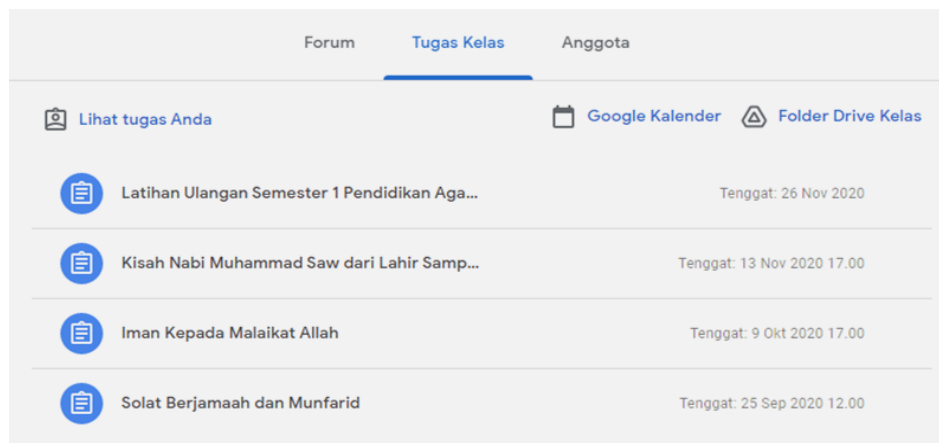 Forum Tugas Kelas Anggota
Lihat tugas Anda Google Kalender Folder Drive Kelas
Latihan Ulangan Semester 1 Pendidikan Aga... Tenggat: 26 Nov 2020
Kisah Nabi Muhammad Saw dari Lahir Samp... Tenggat: 13 Nov 2020 17.00
Iman Kepada Malaikat Allah Tenggat: 9 Okt 2020 17.00
Solat Berjamaah dan Munfarid Tenggat: 25 Sep 2020 12.00